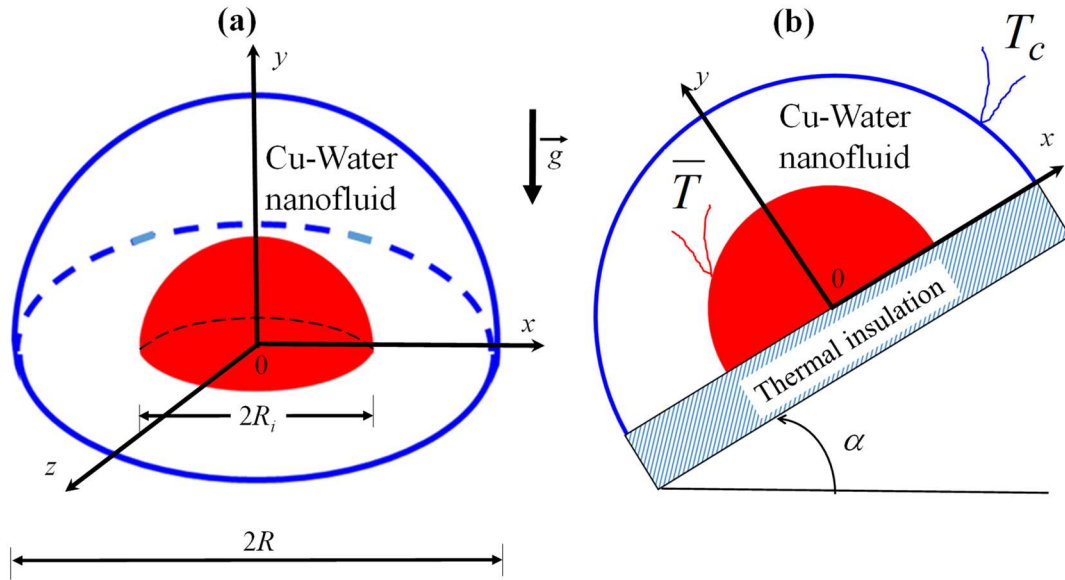 (a)
y
Cu-Water
nanofluid
g
x
0
2R_i
z
2R
(b)
T_c
y
Cu-Water
nanofluid
x
T̅
0
Thermal insulation
α